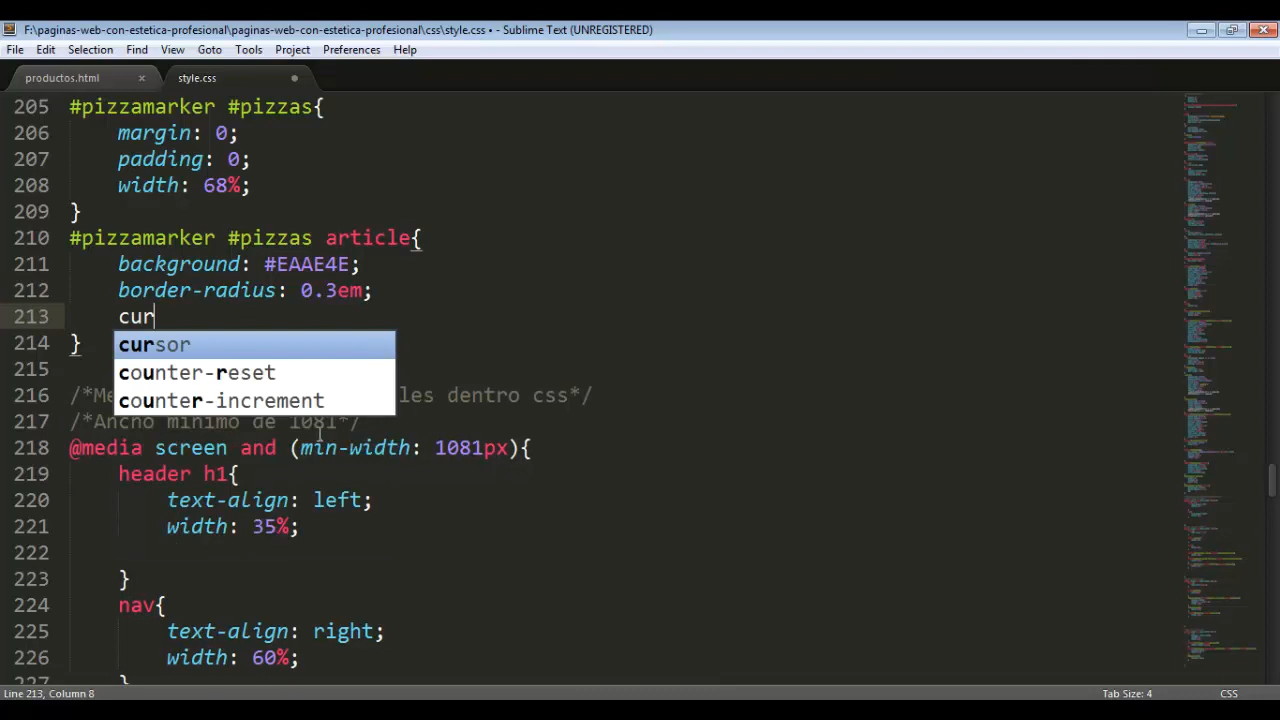 F:\paginas-web-con-estetica-profesional\paginas-web-con-estetica-profesional\css\style.css • - Sublime Text (UNREGISTERED)
File Edit Selection Find View Goto Tools Project Preferences Help
productos.html × style.css
205 #pizzamarker #pizzas{
206 margin: 0;
207 padding: 0;
208 width: 68%;
209 }
210 #pizzamarker #pizzas article{
211 background: #EAAE4E;
212 border-radius: 0.3em;
213 cur
214 } cursor
215 counter-reset
216 /*Me counter-increment les dentro css*/
217 /*Ancho minimo de 1081*/
218 @media screen and (min-width: 1081px){
219 header h1{
220 text-align: left;
221 width: 35%;
222
223 }
224 nav{
225 text-align: right;
226 width: 60%;
227 }
Line 213, Column 8 Tab Size: 4 CSS